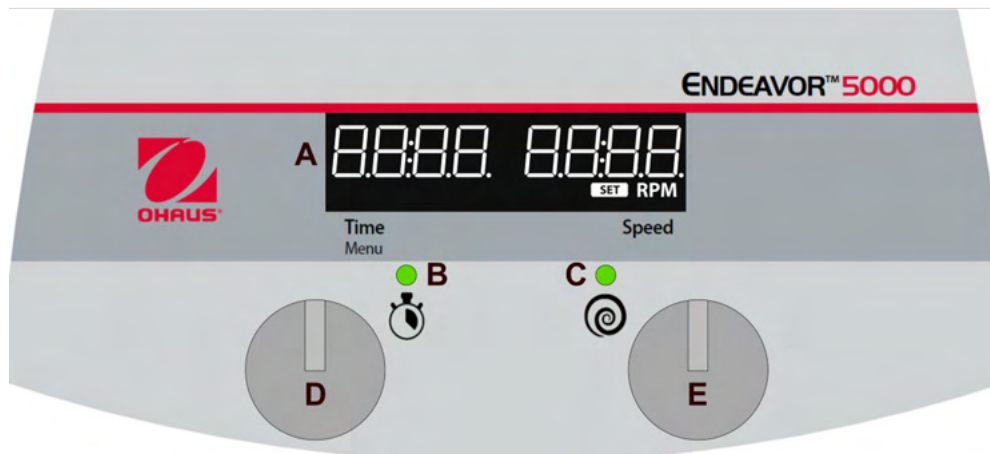 ENDEAVOR™5000
A
88:88. 88:88.
SET RPM
OHAUS®
Time
Speed
Menu
B
C
D
E